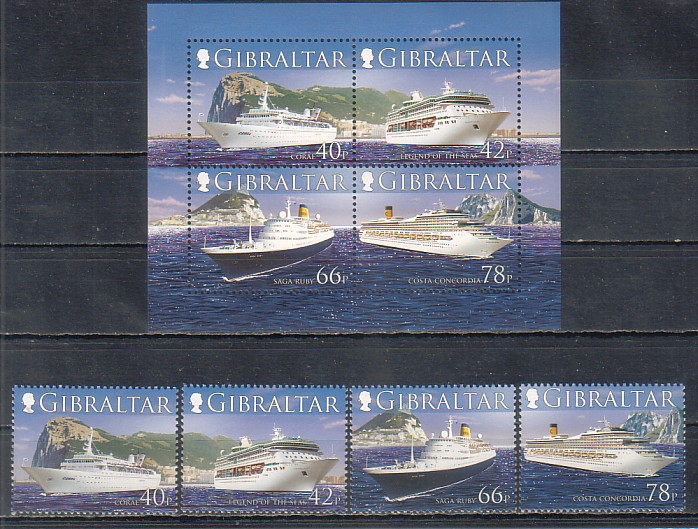 GIBRALTAR
CORAL 40P
GIBRALTAR
LEGEND OF THE SEAS 42P
GIBRALTAR
SAGA RUBY 66P
GIBRALTAR
COSTA CONCORDIA 78P
GIBRALTAR
CORAL 40P
GIBRALTAR
LEGEND OF THE SEAS 42P
GIBRALTAR
SAGA RUBY 66P
GIBRALTAR
COSTA CONCORDIA 78P